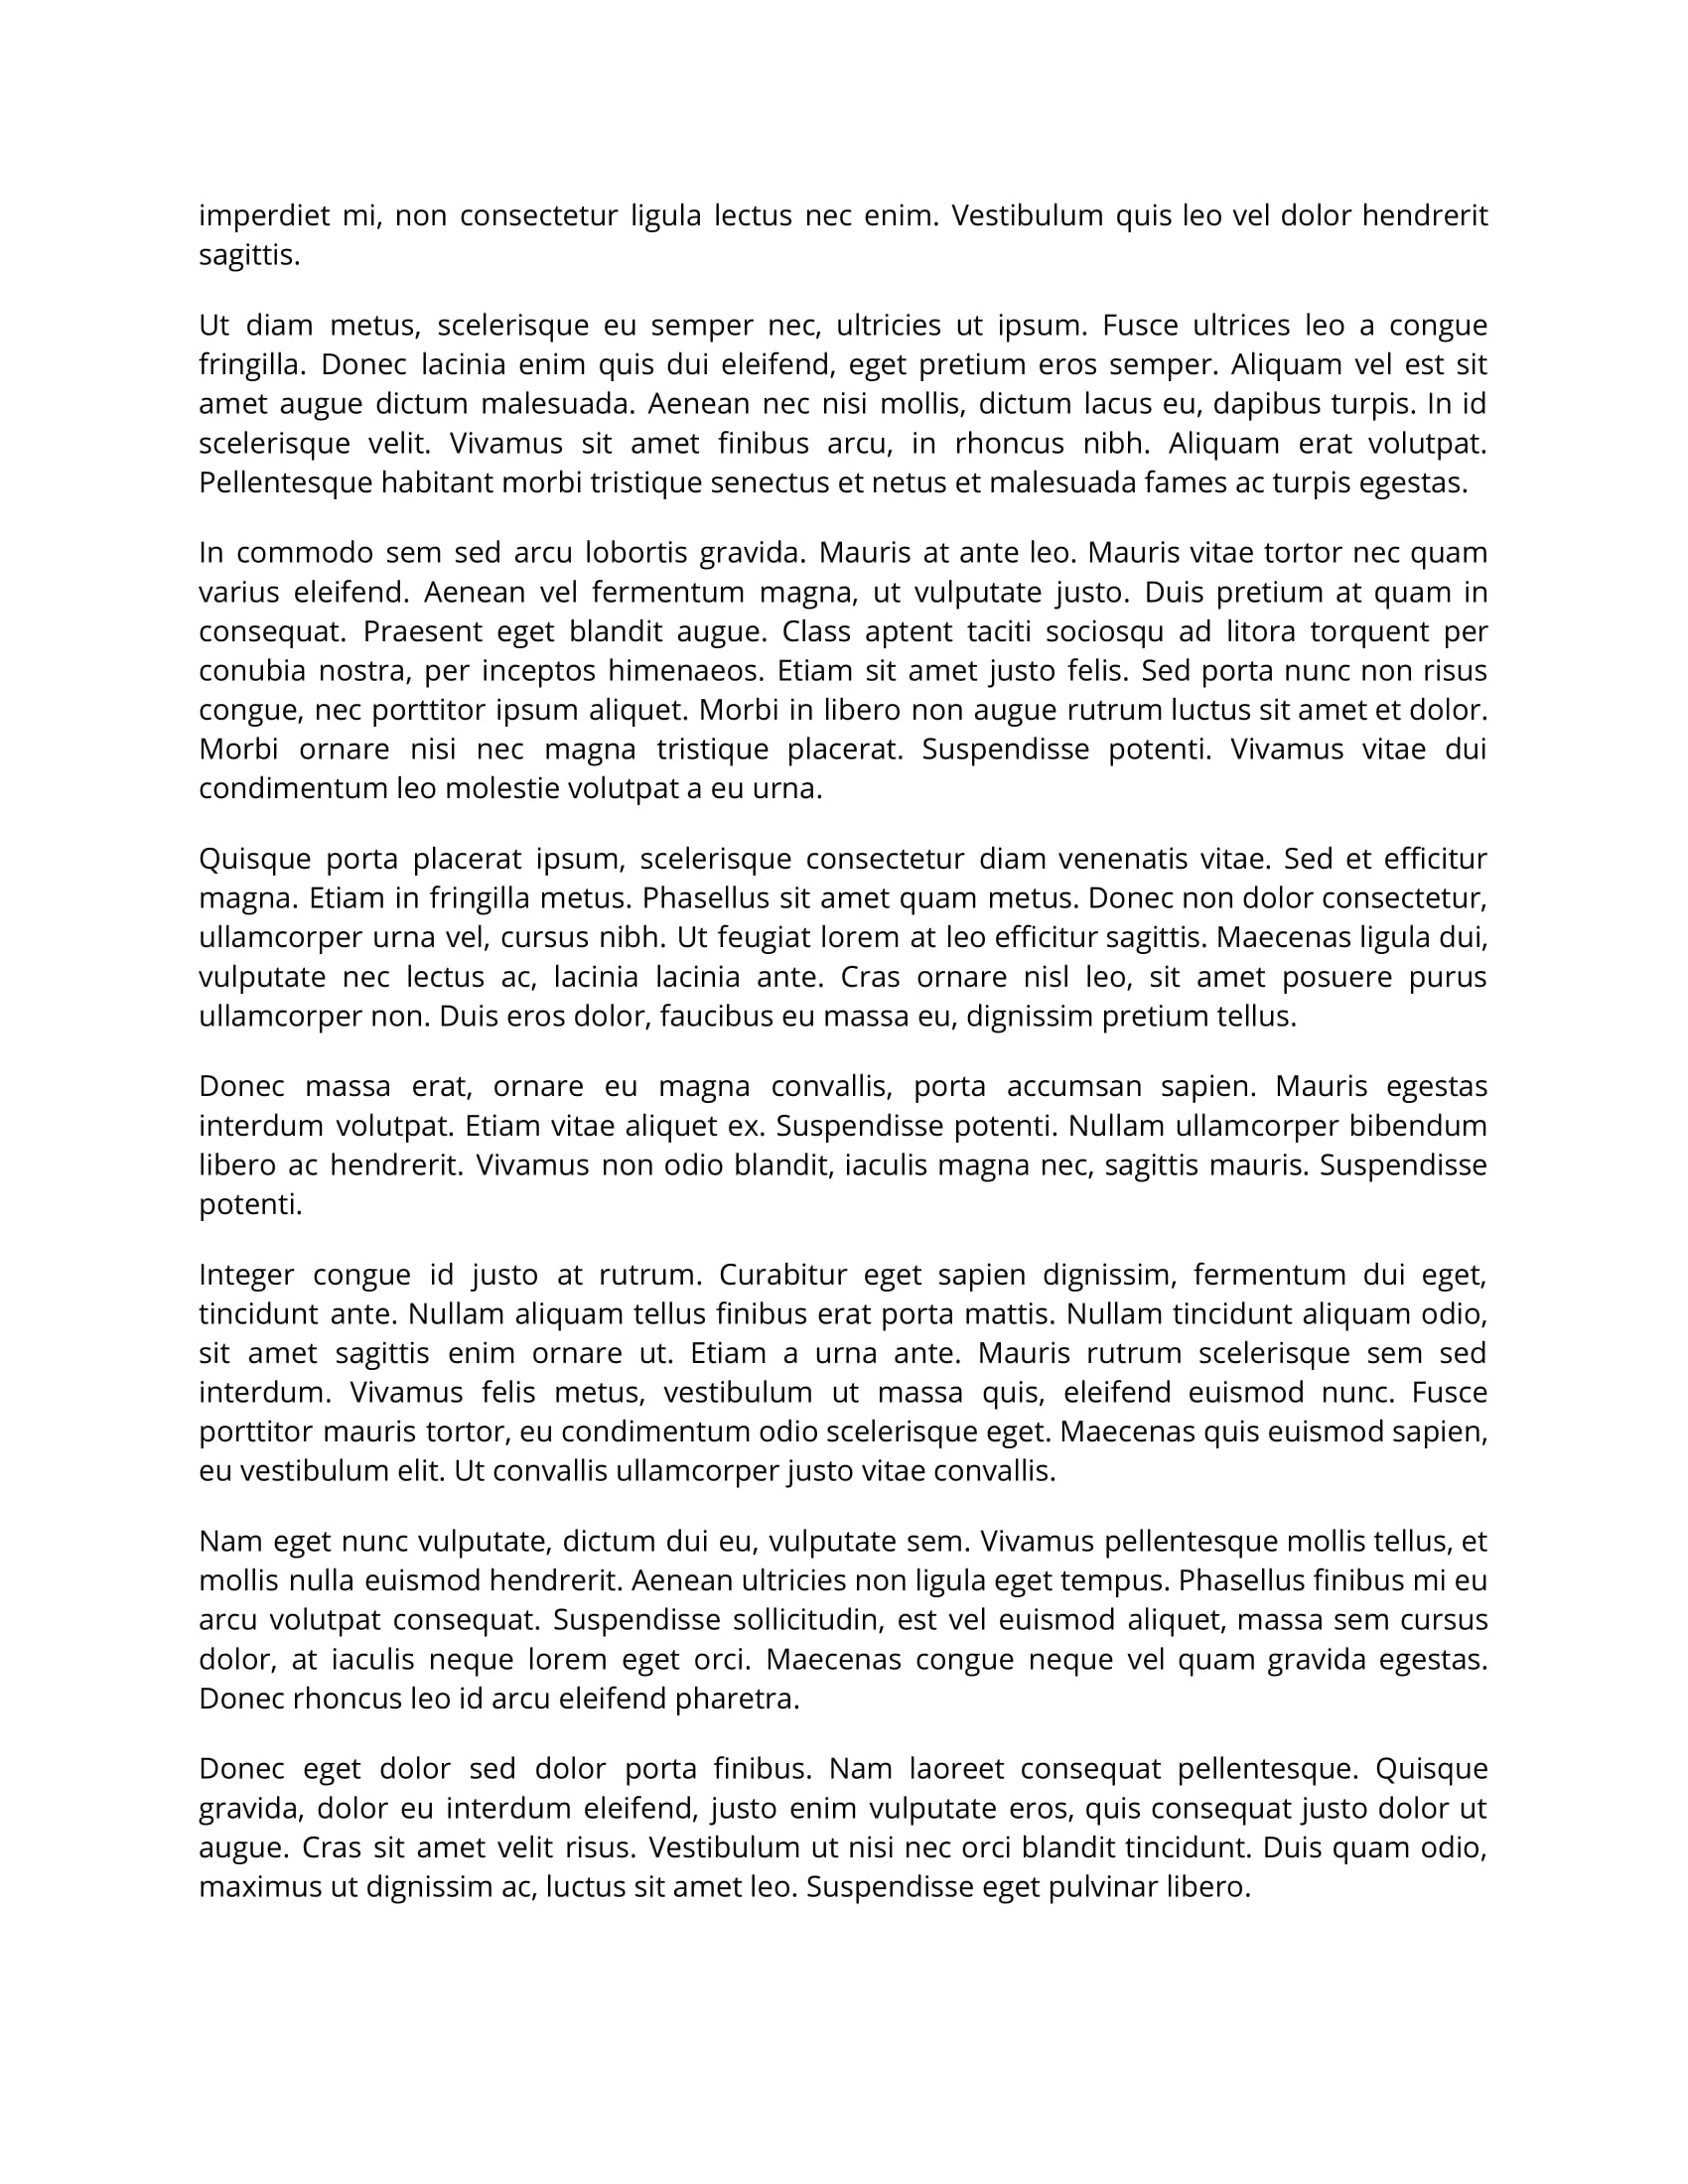 imperdiet mi, non consectetur ligula lectus nec enim. Vestibulum quis leo vel dolor hendrerit
sagittis.
Ut diam metus, scelerisque eu semper nec, ultricies ut ipsum. Fusce ultrices leo a congue
fringilla. Donec lacinia enim quis dui eleifend, eget pretium eros semper. Aliquam vel est sit
amet augue dictum malesuada. Aenean nec nisi mollis, dictum lacus eu, dapibus turpis. In id
scelerisque velit. Vivamus sit amet finibus arcu, in rhoncus nibh. Aliquam erat volutpat.
Pellentesque habitant morbi tristique senectus et netus et malesuada fames ac turpis egestas.
In commodo sem sed arcu lobortis gravida. Mauris at ante leo. Mauris vitae tortor nec quam
varius eleifend. Aenean vel fermentum magna, ut vulputate justo. Duis pretium at quam in
consequat. Praesent eget blandit augue. Class aptent taciti sociosqu ad litora torquent per
conubia nostra, per inceptos himenaeos. Etiam sit amet justo felis. Sed porta nunc non risus
congue, nec porttitor ipsum aliquet. Morbi in libero non augue rutrum luctus sit amet et dolor.
Morbi ornare nisi nec magna tristique placerat. Suspendisse potenti. Vivamus vitae dui
condimentum leo molestie volutpat a eu urna.
Quisque porta placerat ipsum, scelerisque consectetur diam venenatis vitae. Sed et efficitur
magna. Etiam in fringilla metus. Phasellus sit amet quam metus. Donec non dolor consectetur,
ullamcorper urna vel, cursus nibh. Ut feugiat lorem at leo efficitur sagittis. Maecenas ligula dui,
vulputate nec lectus ac, lacinia lacinia ante. Cras ornare nisl leo, sit amet posuere purus
ullamcorper non. Duis eros dolor, faucibus eu massa eu, dignissim pretium tellus.
Donec massa erat, ornare eu magna convallis, porta accumsan sapien. Mauris egestas
interdum volutpat. Etiam vitae aliquet ex. Suspendisse potenti. Nullam ullamcorper bibendum
libero ac hendrerit. Vivamus non odio blandit, iaculis magna nec, sagittis mauris. Suspendisse
potenti.
Integer congue id justo at rutrum. Curabitur eget sapien dignissim, fermentum dui eget,
tincidunt ante. Nullam aliquam tellus finibus erat porta mattis. Nullam tincidunt aliquam odio,
sit amet sagittis enim ornare ut. Etiam a urna ante. Mauris rutrum scelerisque sem sed
interdum. Vivamus felis metus, vestibulum ut massa quis, eleifend euismod nunc. Fusce
porttitor mauris tortor, eu condimentum odio scelerisque eget. Maecenas quis euismod sapien,
eu vestibulum elit. Ut convallis ullamcorper justo vitae convallis.
Nam eget nunc vulputate, dictum dui eu, vulputate sem. Vivamus pellentesque mollis tellus, et
mollis nulla euismod hendrerit. Aenean ultricies non ligula eget tempus. Phasellus finibus mi eu
arcu volutpat consequat. Suspendisse sollicitudin, est vel euismod aliquet, massa sem cursus
dolor, at iaculis neque lorem eget orci. Maecenas congue neque vel quam gravida egestas.
Donec rhoncus leo id arcu eleifend pharetra.
Donec eget dolor sed dolor porta finibus. Nam laoreet consequat pellentesque. Quisque
gravida, dolor eu interdum eleifend, justo enim vulputate eros, quis consequat justo dolor ut
augue. Cras sit amet velit risus. Vestibulum ut nisi nec orci blandit tincidunt. Duis quam odio,
maximus ut dignissim ac, luctus sit amet leo. Suspendisse eget pulvinar libero.